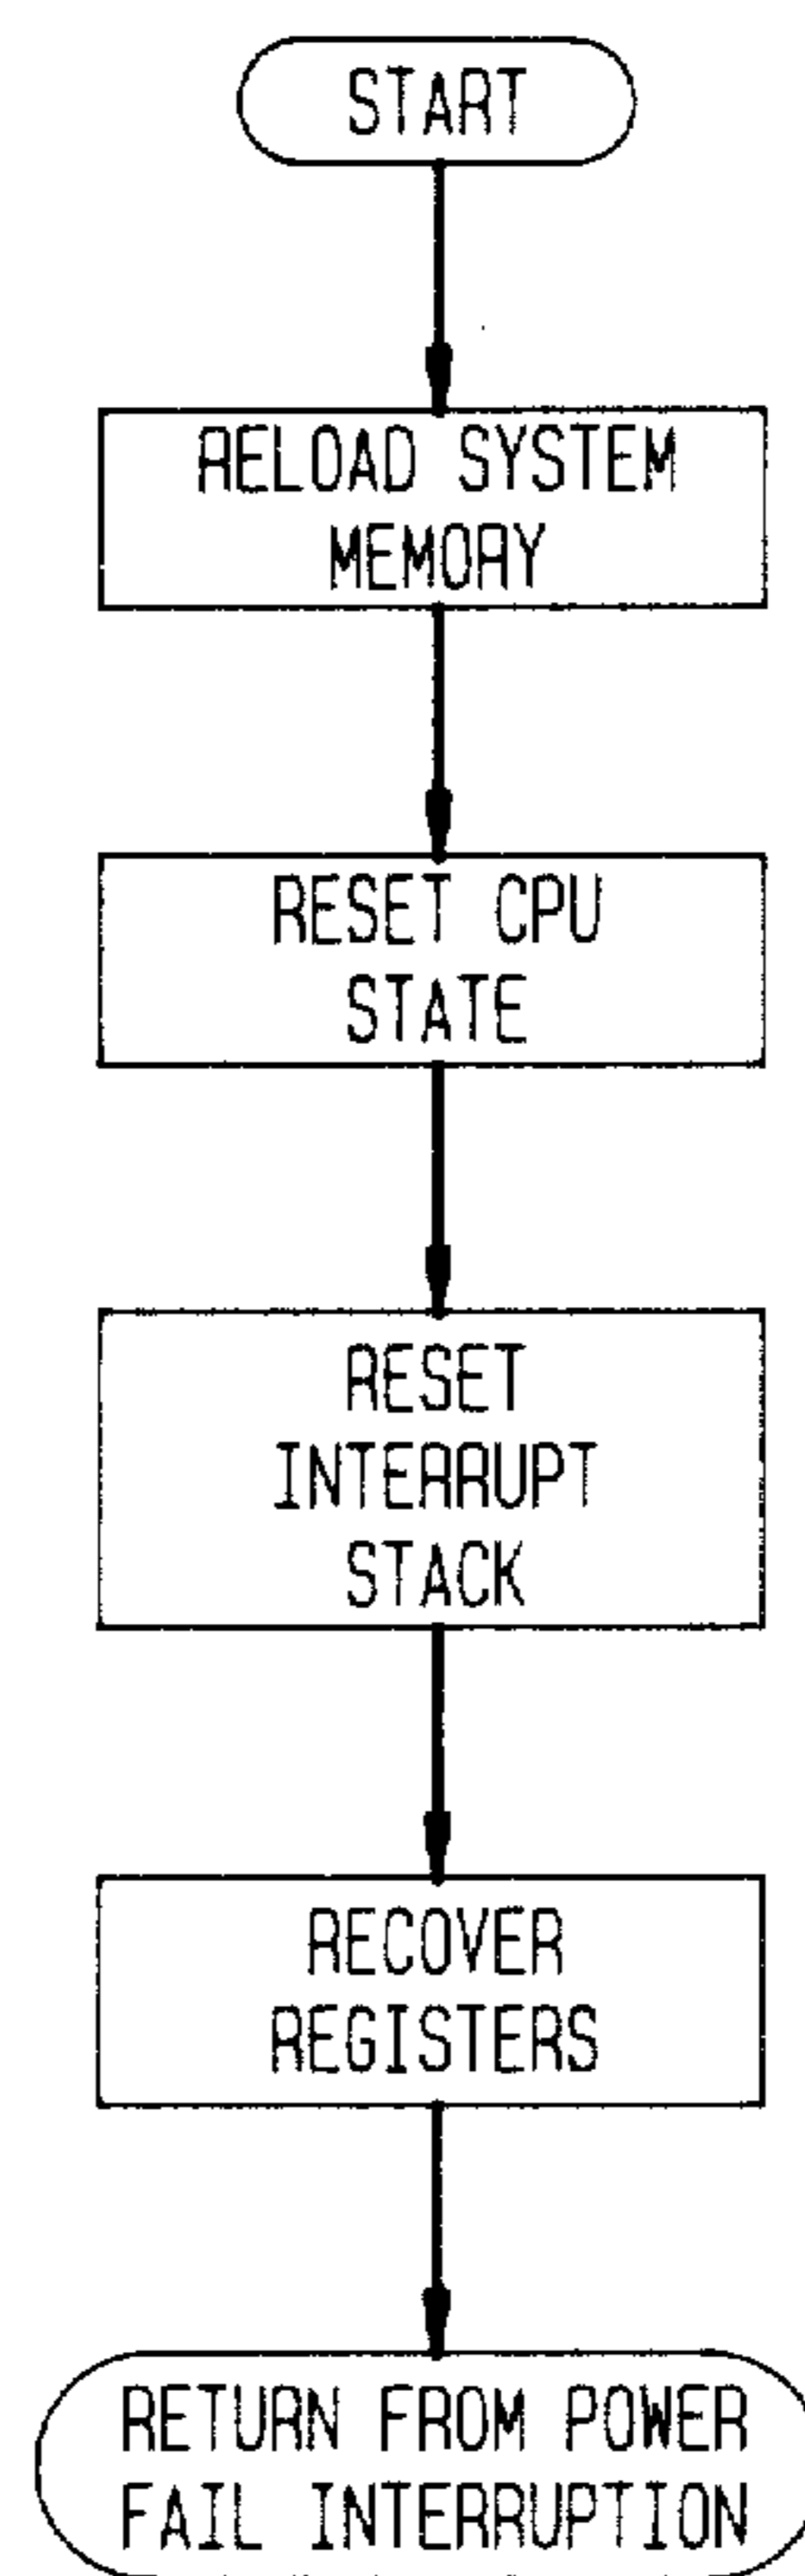 START
RELOAD SYSTEM
MEMORY
RESET CPU
STATE
RESET
INTERRUPT
STACK
RECOVER
REGISTERS
RETURN FROM POWER
FAIL INTERRUPTION